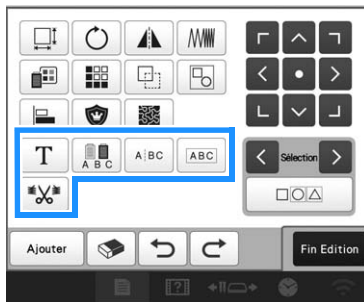 T
A B C
A BC
ABC
Sélection
Ajouter
Fin Edition
?